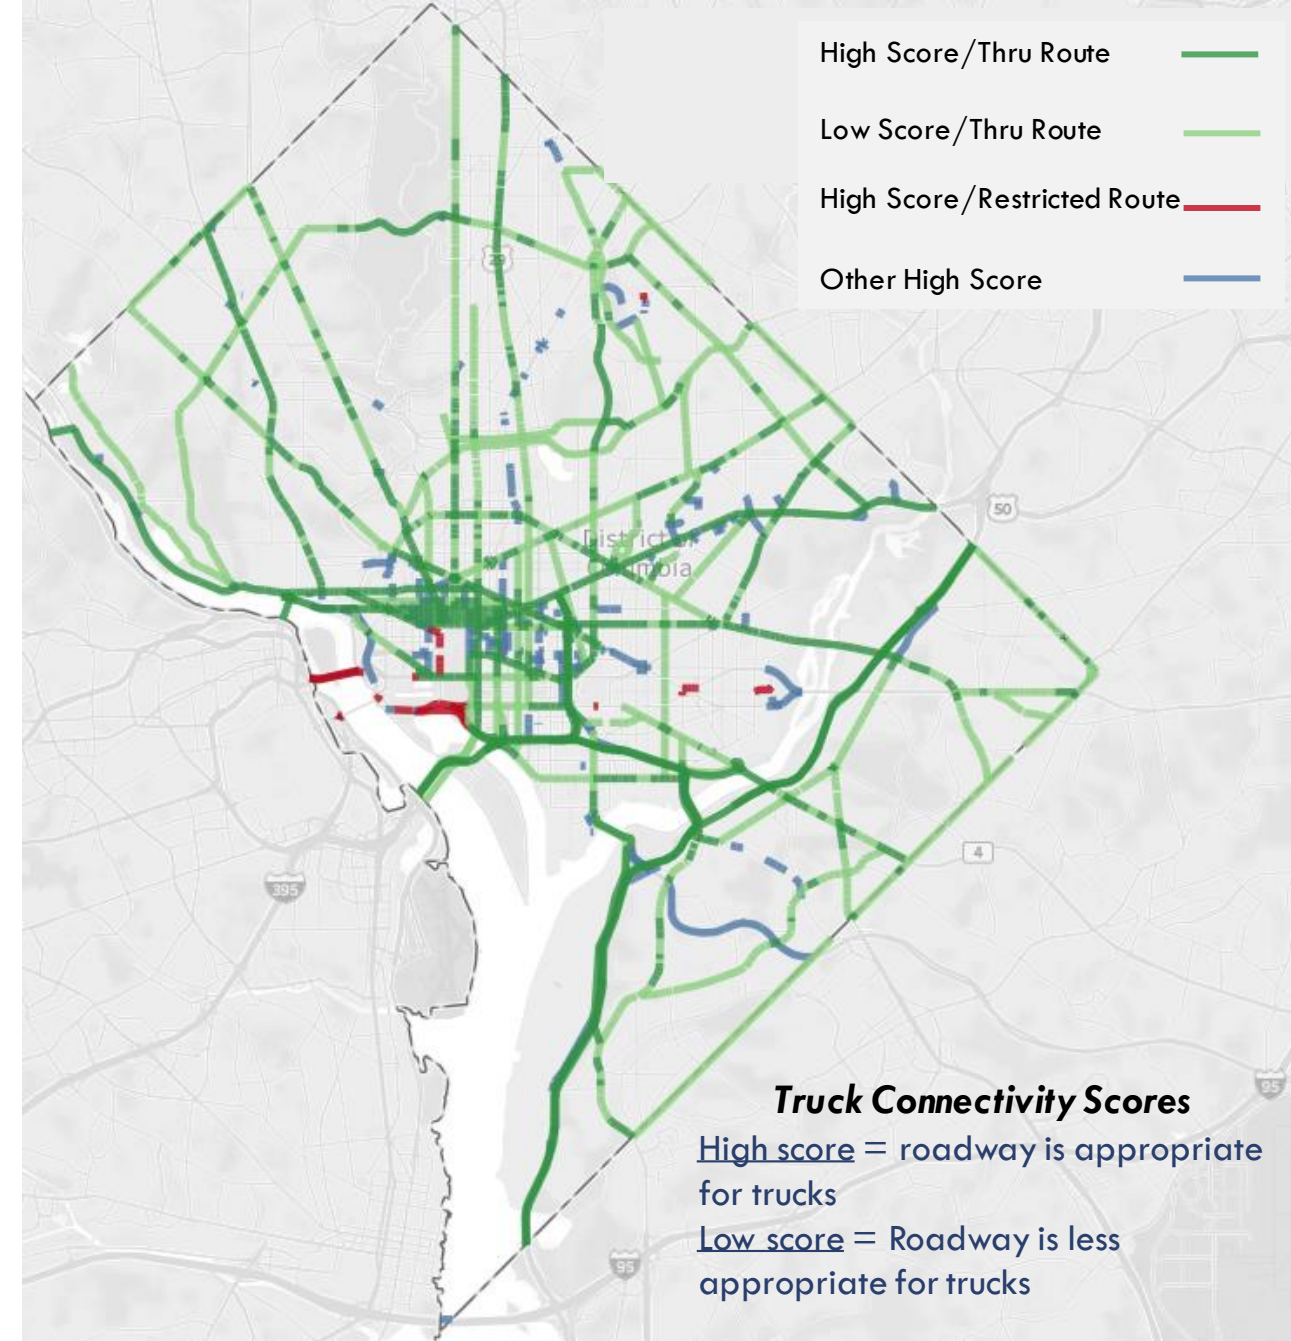 High Score/Thru Route
Low Score/Thru Route
High Score/Restricted Route
Other High Score
29
50
District of
Columbia
4
395
95
Truck Connectivity Scores
High score = roadway is appropriate
for trucks
Low score = Roadway is less
appropriate for trucks
95